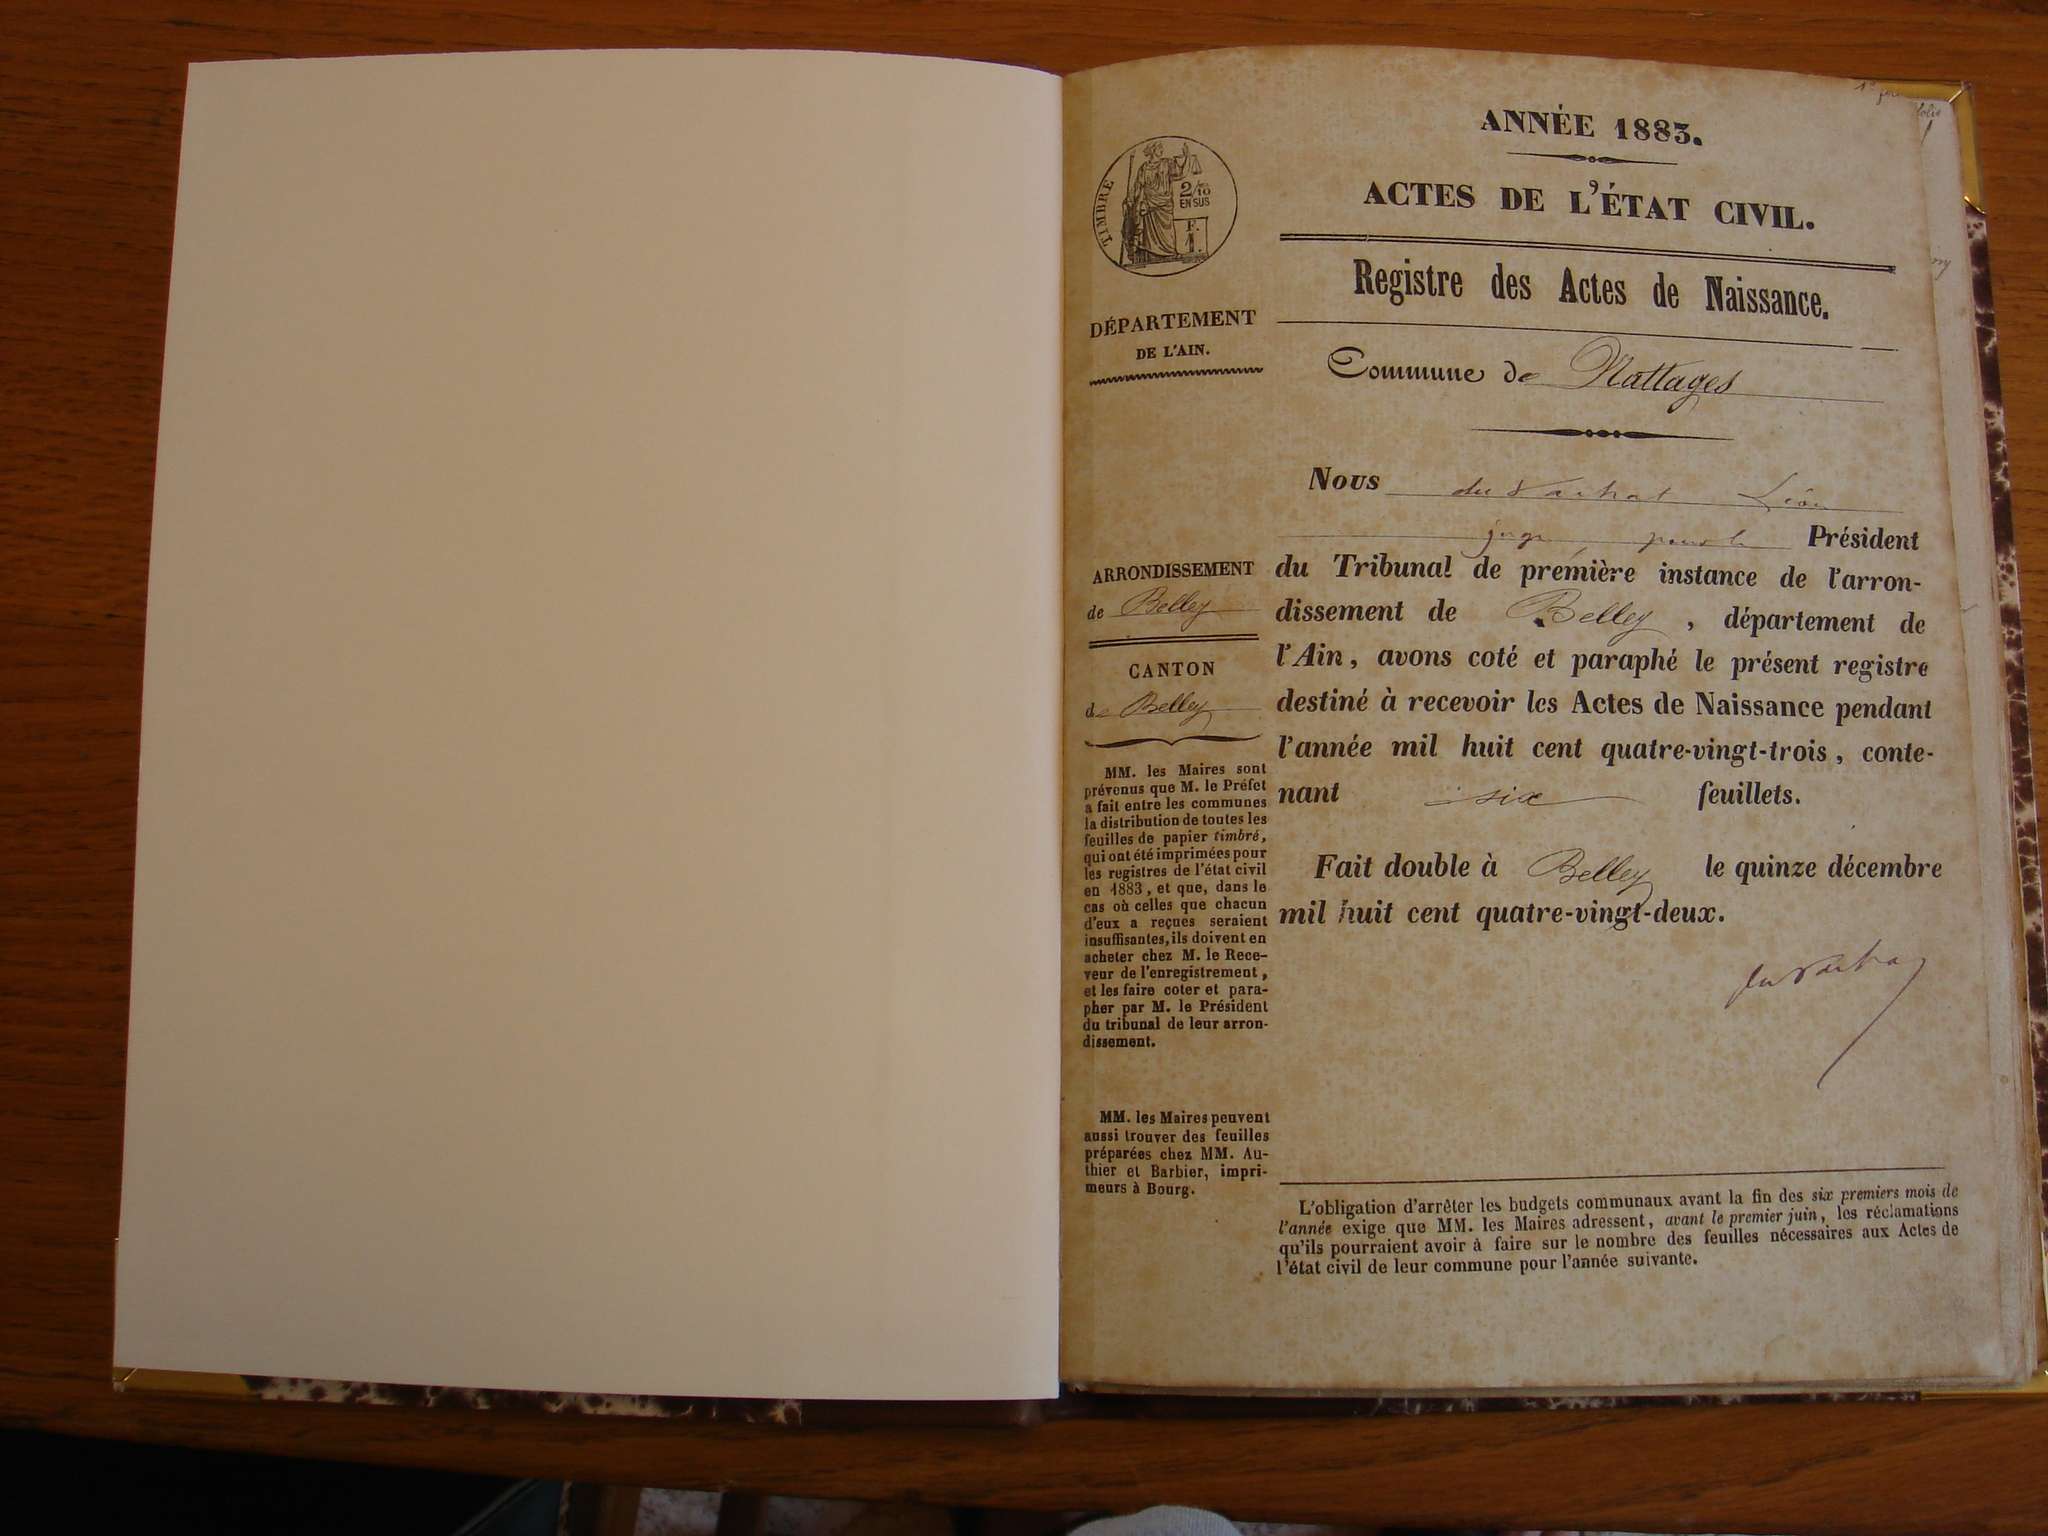 ANNÉE 1883.
ACTES DE L'ÉTAT CIVIL.
Registre des Actes de Naissance.
Commune de Nattages
TIMBRE
2/10
EN SUS
F.
1.
DÉPARTEMENT
DE L'AIN.
ARRONDISSEMENT
de Belley
CANTON
de Belley
MM. les Maires sont
prévenus que M. le Préfet
a fait entre les communes
la distribution de toutes les
feuilles de papier timbré,
qui ont été imprimées pour
les registres de l'état civil
en 1883, et que, dans le
cas où celles que chacun
d'eux a reçues seraient
insuffisantes, ils doivent en
acheter chez M. le Rece-
veur de l'enregistrement,
et les faire coter et para-
pher par M. le Président
du tribunal de leur arron-
dissement.
MM. les Maires peuvent
aussi trouver des feuilles
préparées chez MM. Au-
thier et Barbier, impri-
meurs à Bourg.
Nous du Vachat Léon
juge pour le Président
du Tribunal de première instance de l'arron-
dissement de Belley, département de
l'Ain, avons coté et paraphé le présent registre
destiné à recevoir les Actes de Naissance pendant
l'année mil huit cent quatre-vingt-trois, conte-
nant six feuillets.
Fait double à Belley le quinze décembre
mil huit cent quatre-vingt-deux.
du Vachat
L'obligation d'arrêter les budgets communaux avant la fin des six premiers mois de
l'année exige que MM. les Maires adressent, avant le premier juin, les réclamations
qu'ils pourraient avoir à faire sur le nombre des feuilles nécessaires aux Actes de
l'état civil de leur commune pour l'année suivante.